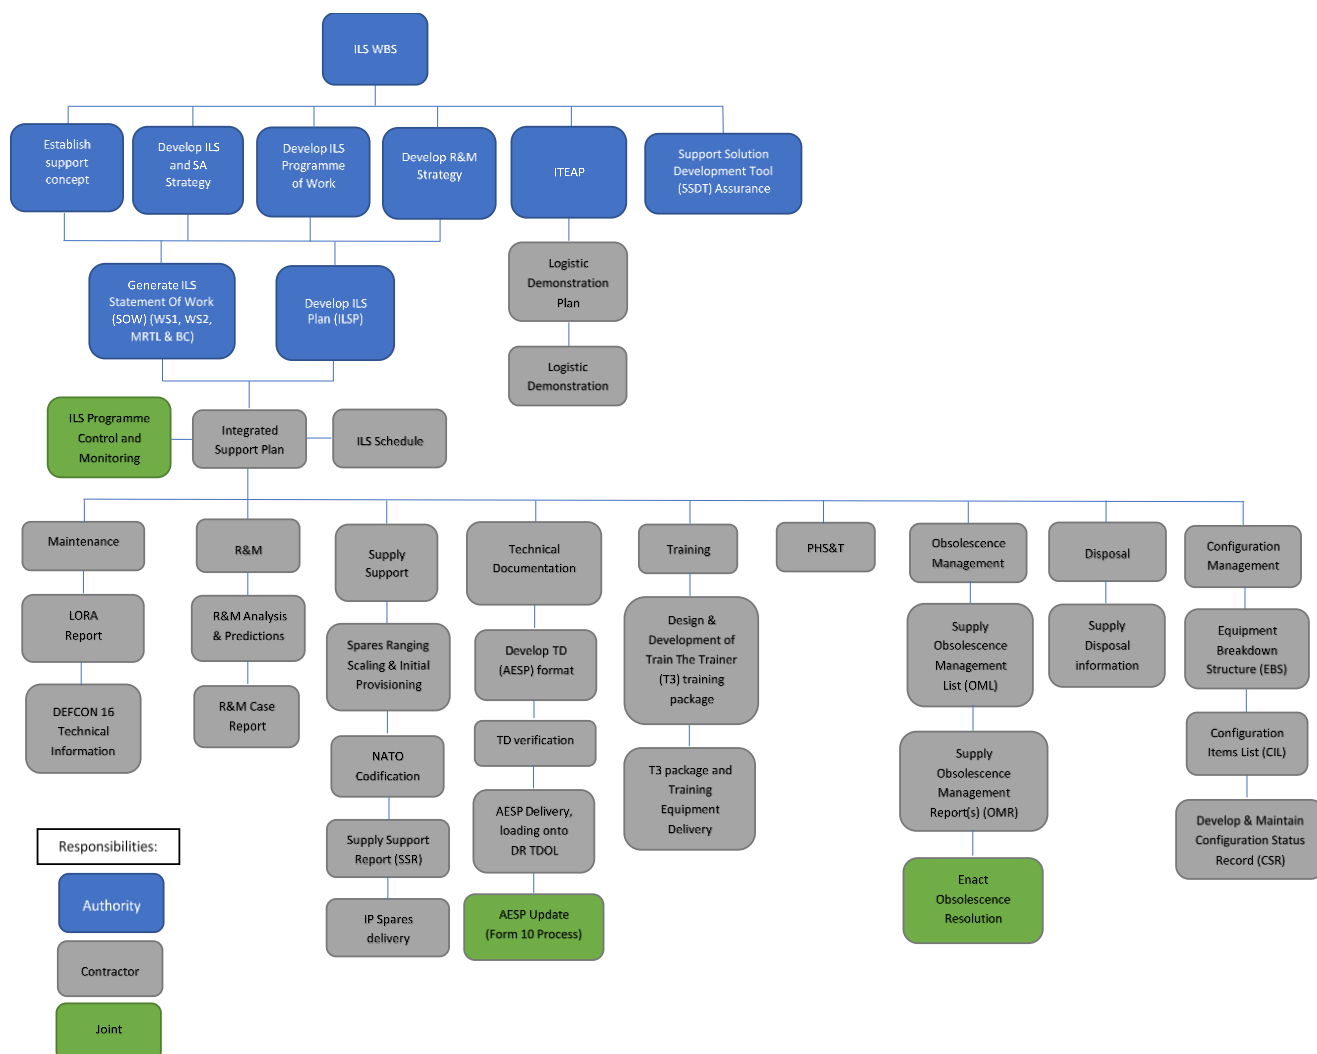 ILS WBS
Establish
support
concept
Develop ILS
and SA
Strategy
Develop ILS
Programme
of Work
Develop R&M
Strategy
ITEAP
Support Solution
Development Tool
(SSDT) Assurance
Generate ILS
Statement Of Work
(SOW) (WS1, WS2,
MRTL & BC)
Develop ILS
Plan (ILSP)
Logistic
Demonstration
Plan
Logistic
Demonstration
ILS Programme
Control and
Monitoring
Integrated
Support Plan
ILS Schedule
Maintenance
LORA
Report
DEFCON 16
Technical
Information
R&M
R&M Analysis
& Predictions
R&M Case
Report
Supply
Support
Spares Ranging
Scaling & Initial
Provisioning
NATO
Codification
Supply Support
Report (SSR)
IP Spares
delivery
Technical
Documentation
Develop TD
(AESP) format
TD verification
AESP Delivery,
loading onto
DR TDOL
AESP Update
(Form 10 Process)
Training
Design &
Development of
Train The Trainer
(T3) training
package
T3 package and
Training
Equipment
Delivery
PHS&T
Obsolescence
Management
Supply
Obsolescence
Management
List (OML)
Supply
Obsolescence
Management
Report(s) (OMR)
Enact
Obsolescence
Resolution
Disposal
Supply
Disposal
information
Configuration
Management
Equipment
Breakdown
Structure (EBS)
Configuration
Items List (CIL)
Develop & Maintain
Configuration Status
Record (CSR)
Responsibilities:
Authority
Contractor
Joint